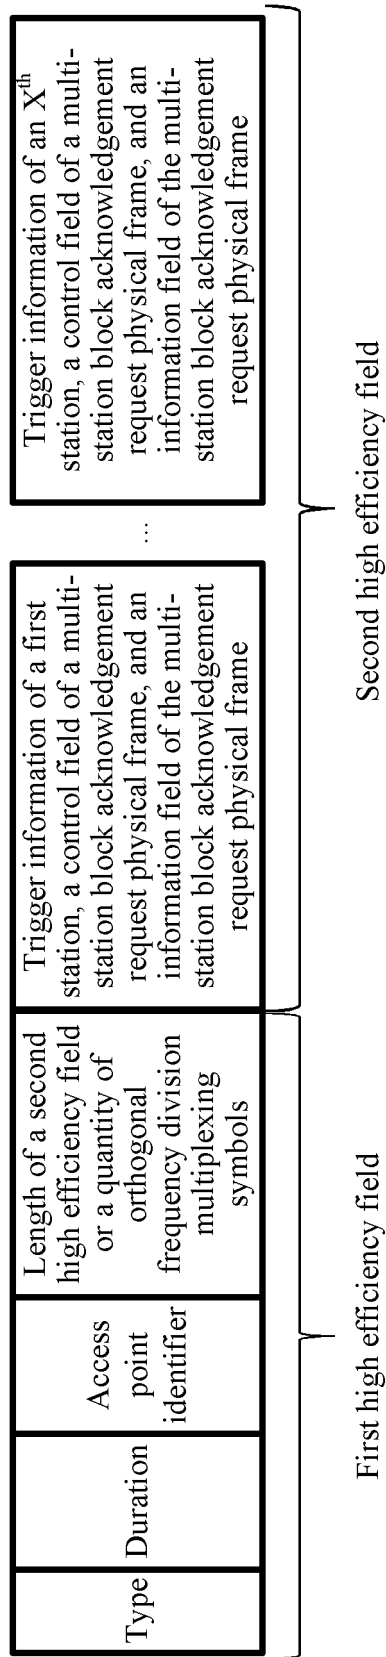 Type
Duration
Access
point
identifier
Length of a second
high efficiency field
or a quantity of
orthogonal
frequency division
multiplexing
symbols
Trigger information of a first
station, a control field of a multi-
station block acknowledgement
request physical frame, and an
information field of the multi-
station block acknowledgement
request physical frame
...
Trigger information of an Xth
station, a control field of a multi-
station block acknowledgement
request physical frame, and an
information field of the multi-
station block acknowledgement
request physical frame
First high efficiency field
Second high efficiency field